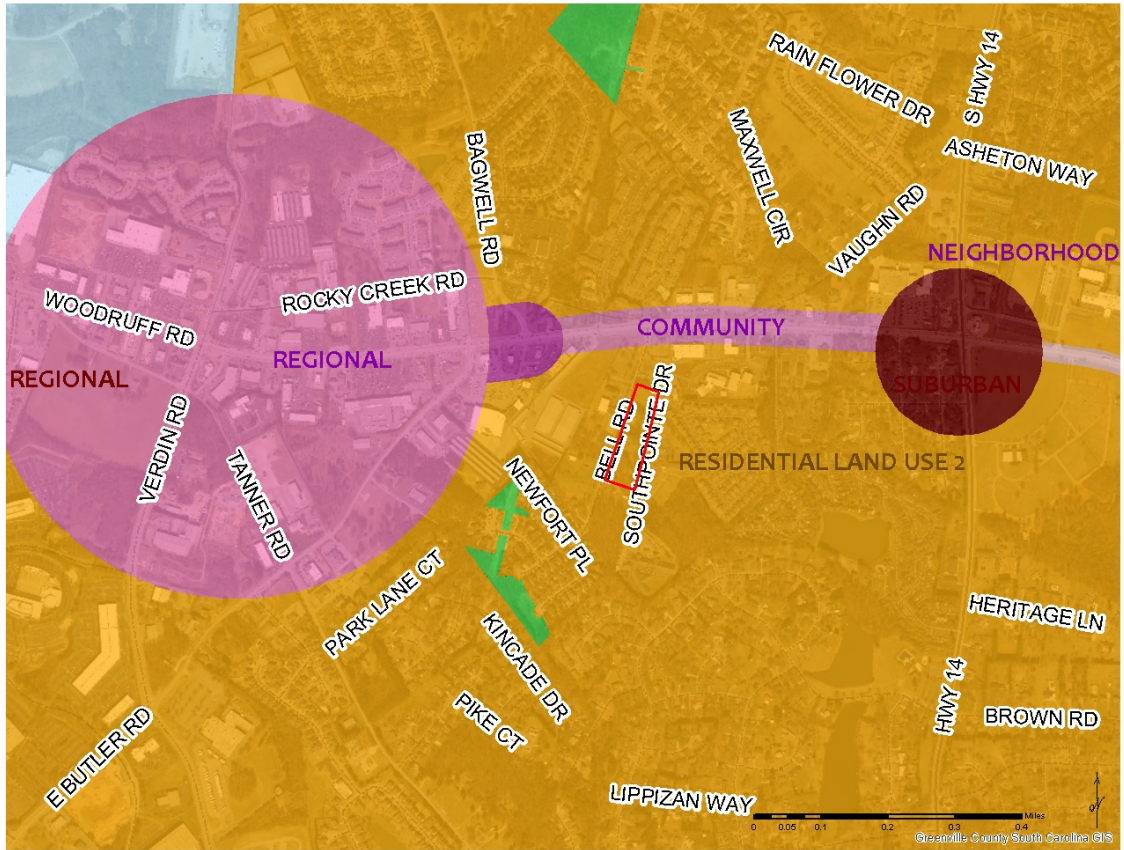 RAIN FLOWER DR
S HWY 14
MAXWELL CIR
BAGWELL RD
ASHETON WAY
VAUGHN RD
NEIGHBORHOOD
ROCKY CREEK RD
WOODRUFF RD
COMMUNITY
REGIONAL
REGIONAL
SUBURBAN
BELL RD
SOUTHPOINTE DR
VERDIN RD
TANNER RD
RESIDENTIAL LAND USE 2
NEWFORT PL
PARK LANE CT
KINCADE DR
HERITAGE LN
HWY 14
PIKE CT
BROWN RD
E BUTLER RD
LIPPIZAN WAY
Miles
0 0.05 0.1 0.2 0.3 0.4
Greenville County South Carolina GIS